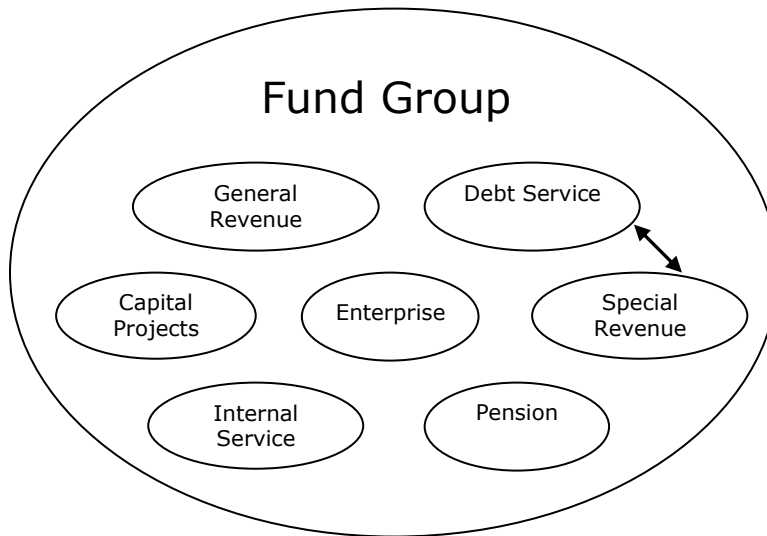 Fund Group
General
Revenue
Debt Service
Capital
Projects
Enterprise
Special
Revenue
Internal
Service
Pension